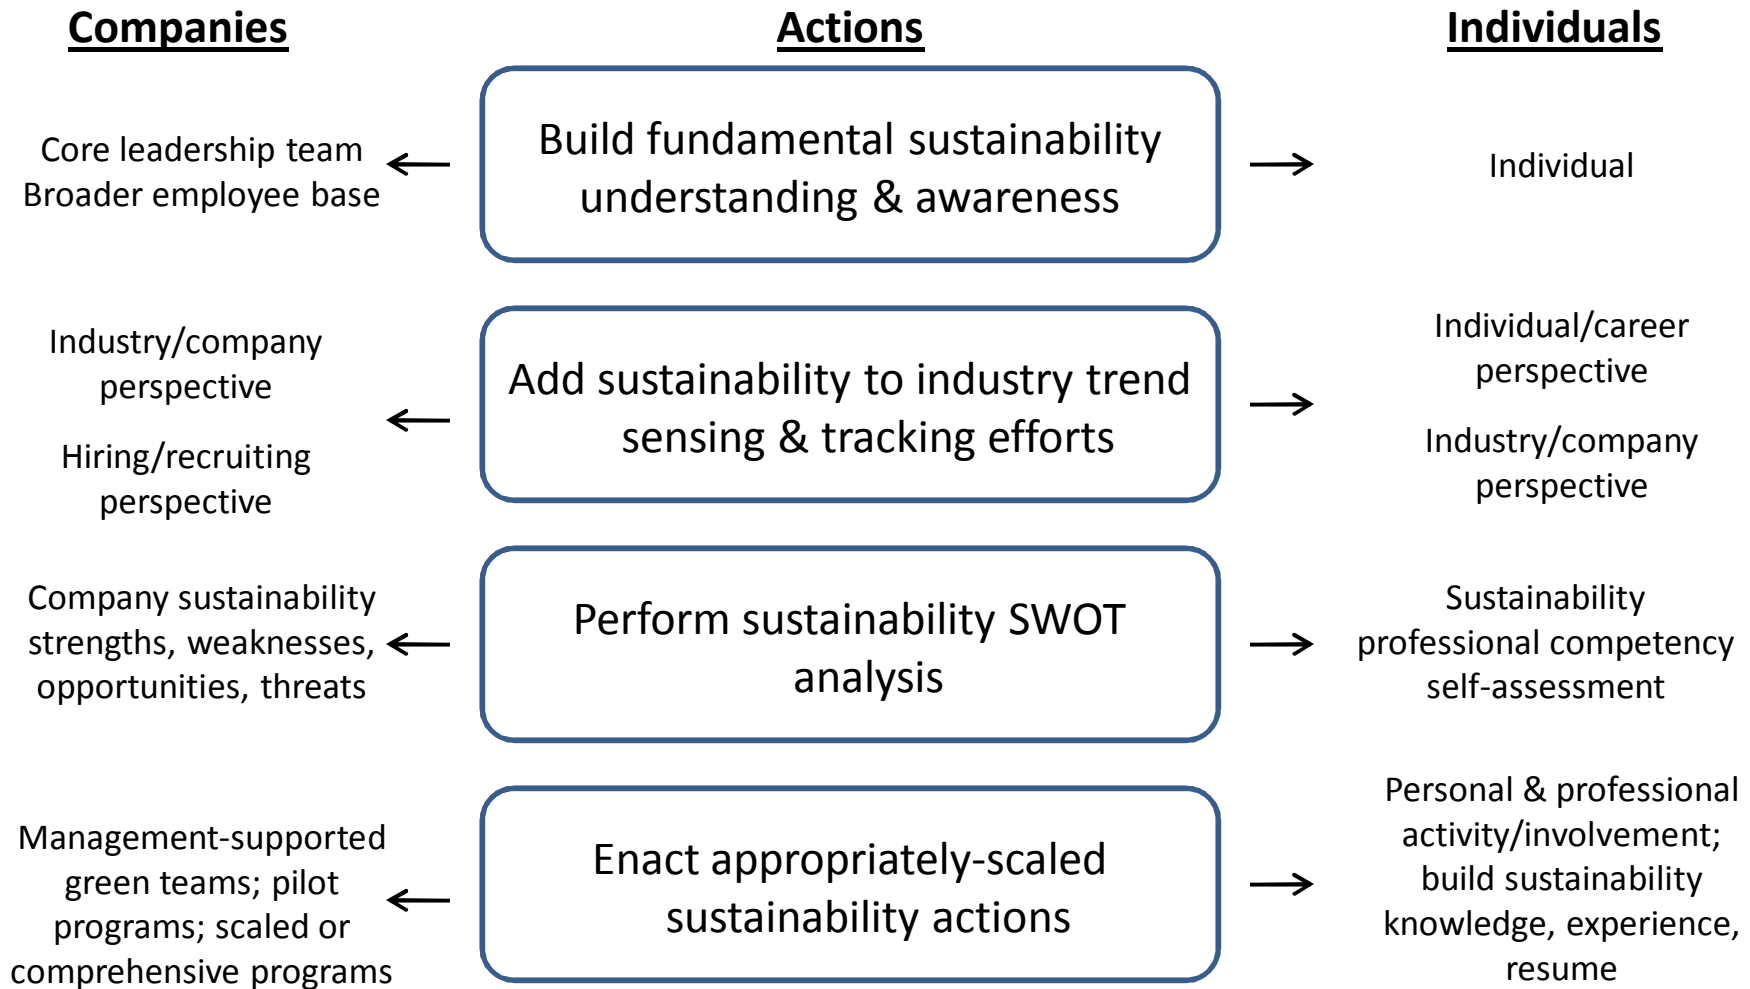 Companies
Actions
Individuals
Core leadership team
Broader employee base
Build fundamental sustainability
understanding & awareness
Individual
Industry/company
perspective
Hiring/recruiting
perspective
Add sustainability to industry trend
sensing & tracking efforts
Individual/career
perspective
Industry/company
perspective
Company sustainability
strengths, weaknesses,
opportunities, threats
Perform sustainability SWOT
analysis
Sustainability
professional competency
self-assessment
Management-supported
green teams; pilot
programs; scaled or
comprehensive programs
Enact appropriately-scaled
sustainability actions
Personal & professional
activity/involvement;
build sustainability
knowledge, experience,
resume